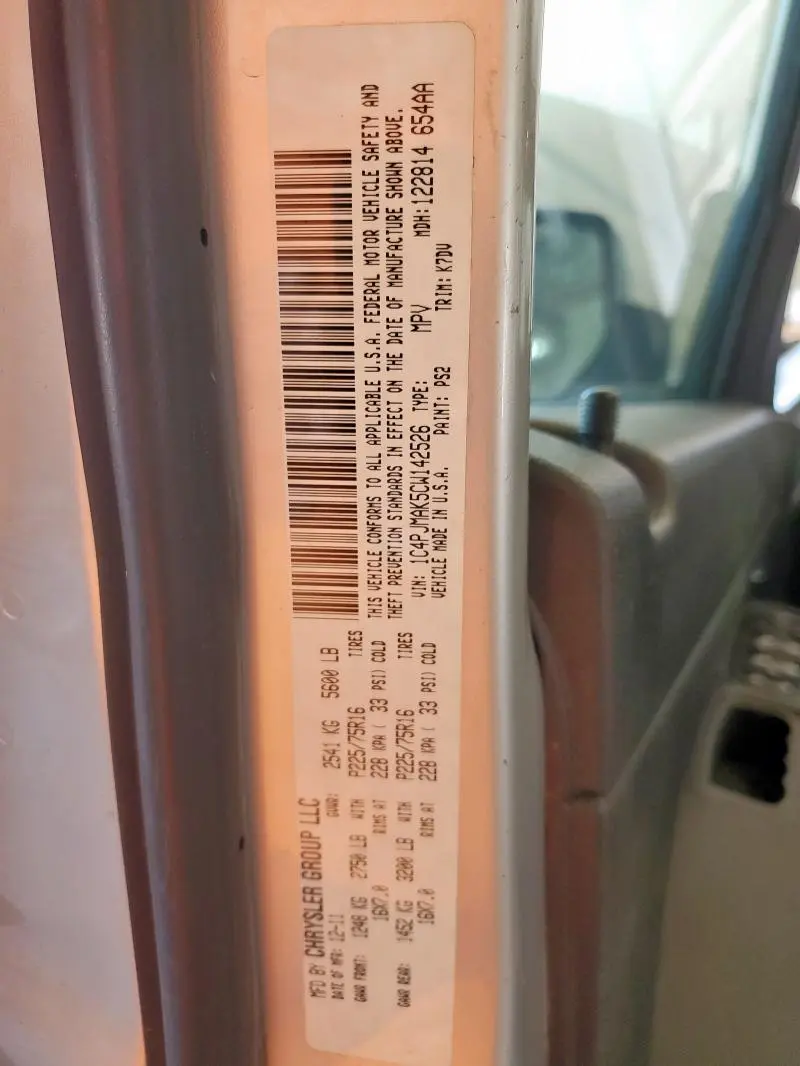 MFD BY CHRYSLER GROUP LLC
DATE OF MFR: 12-11 GVWR: 2541 KG 5600 LB
GAWR FRONT: 1248 KG 2750 LB WITH P225/75R16 TIRES
16X7.0 RIMS AT 228 KPA ( 33 PSI) COLD
GAWR REAR: 1452 KG 3200 LB WITH P225/75R16 TIRES
16X7.0 RIMS AT 228 KPA ( 33 PSI) COLD
THIS VEHICLE CONFORMS TO ALL APPLICABLE U.S.A. FEDERAL MOTOR VEHICLE SAFETY AND
THEFT PREVENTION STANDARDS IN EFFECT ON THE DATE OF MANUFACTURE SHOWN ABOVE.
VIN: 1C4PJMAK5CW142526 TYPE: MPV MDH: 122814 654AA
VEHICLE MADE IN U.S.A. PAINT: PS2 TRIM: K7DV